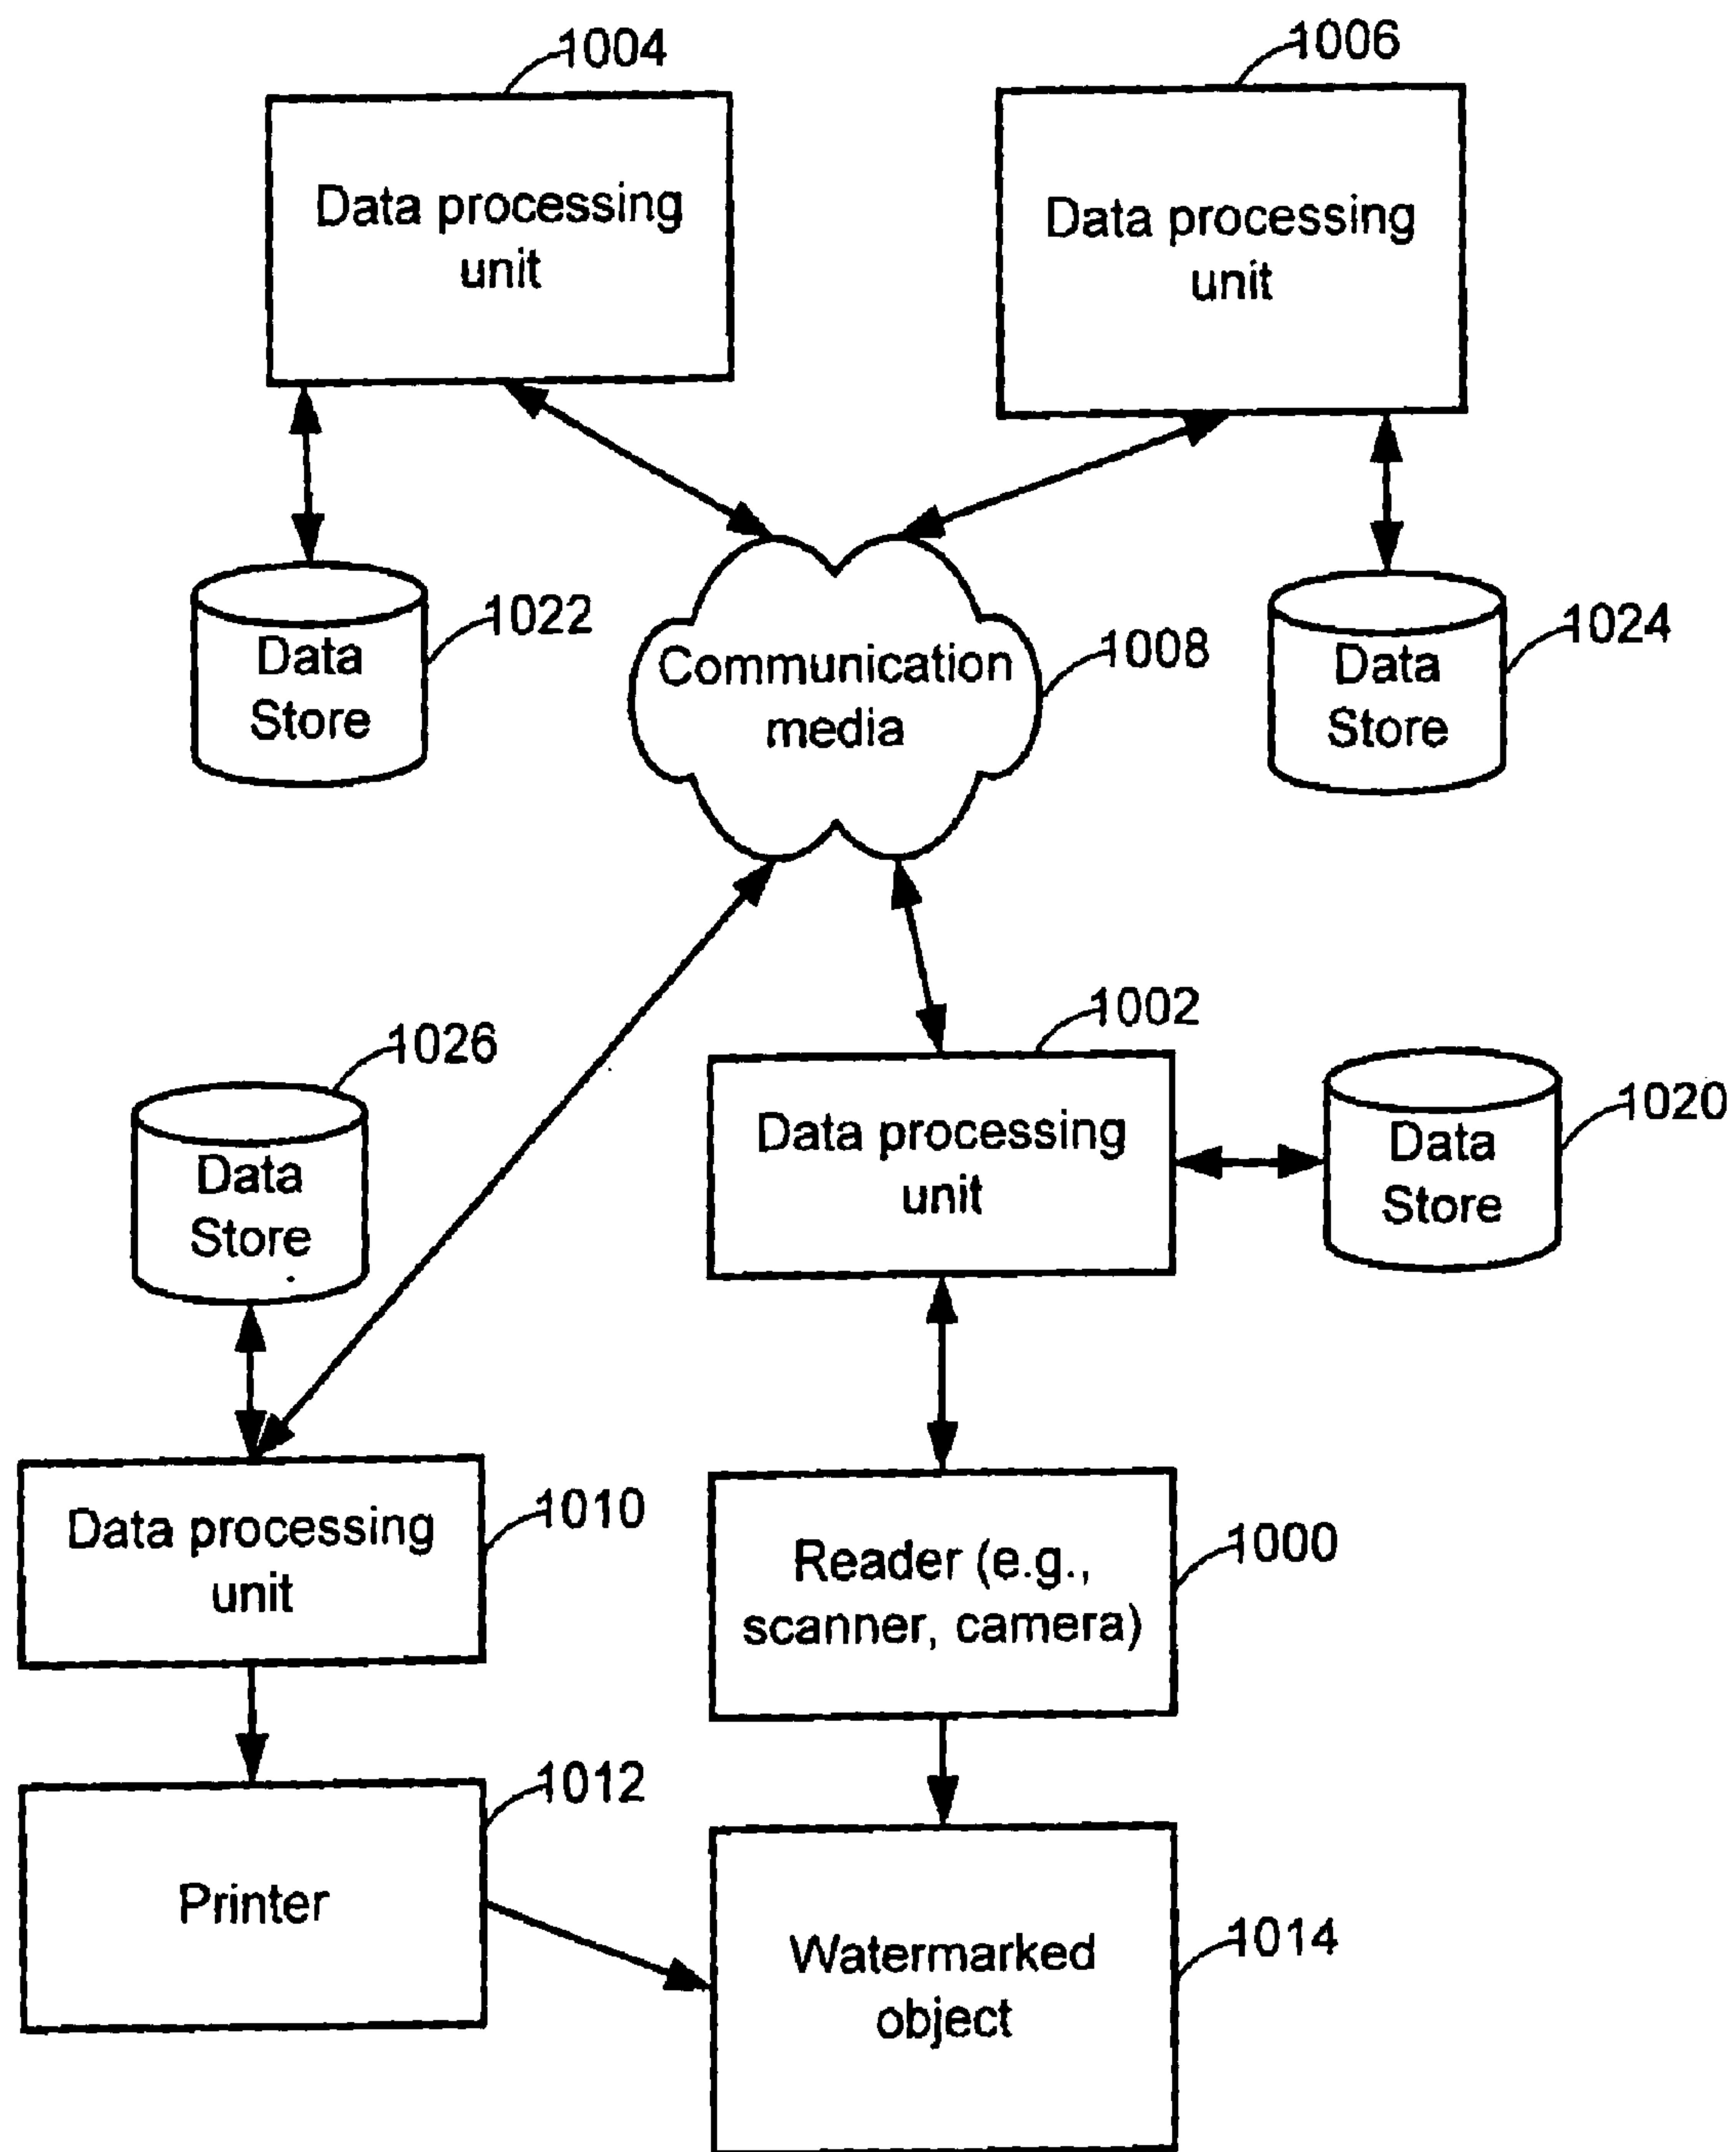 1004
1006
Data processing
unit
Data processing
unit
1022
Data
Store
Communication
media
1008
1024
Data
Store
1002
1026
Data
Store
Data processing
unit
1020
Data
Store
1010
Data processing
unit
1000
Reader (e.g.,
scanner, camera)
1012
Printer
1014
Watermarked
object